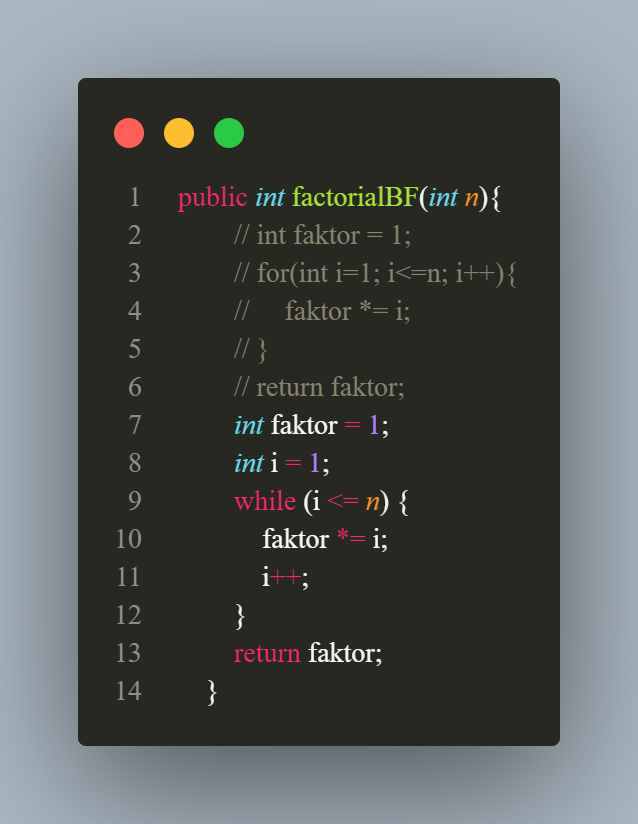 1 public int factorialBF(int n){
2 // int faktor = 1;
3 // for(int i=1; i<=n; i++){
4 //     faktor *= i;
5 // }
6 // return faktor;
7 int faktor = 1;
8 int i = 1;
9 while (i <= n) {
10 faktor *= i;
11 i++;
12 }
13 return faktor;
14 }